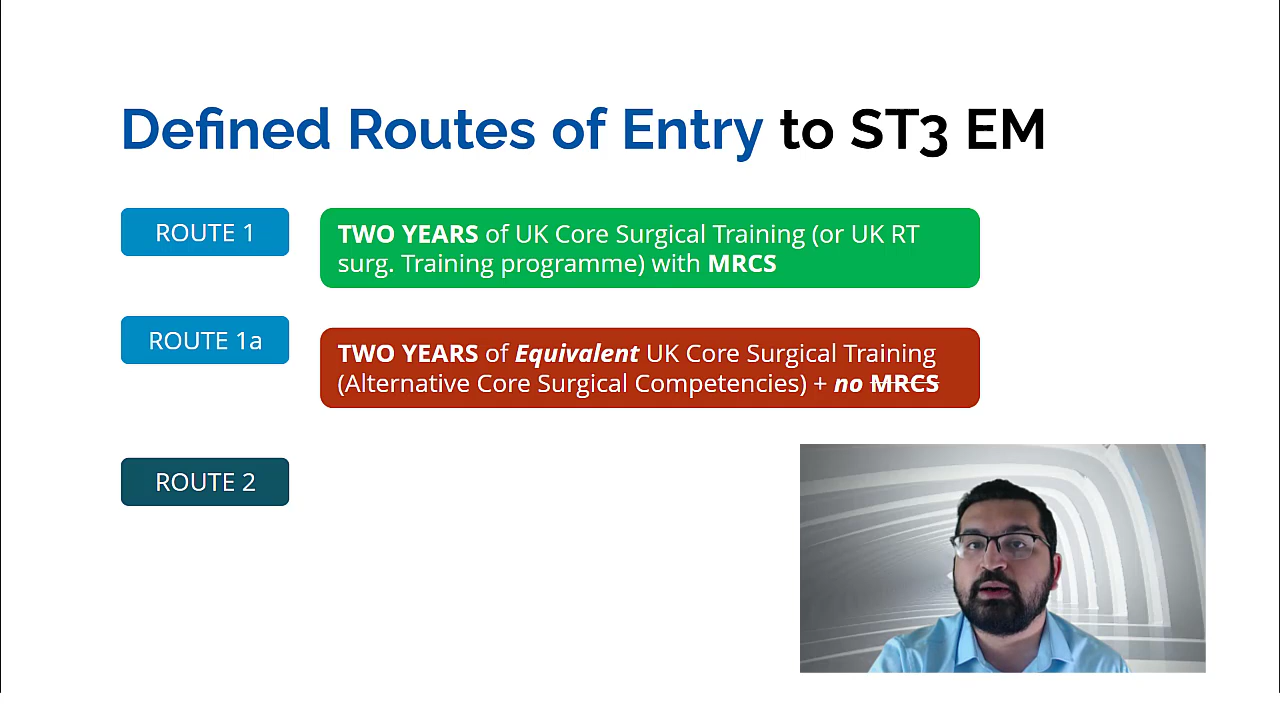 Defined Routes of Entry to ST3 EM
ROUTE 1
TWO YEARS of UK Core Surgical Training (or UK RT
surg. Training programme) with MRCS
ROUTE 1a
TWO YEARS of Equivalent UK Core Surgical Training
(Alternative Core Surgical Competencies) + no MRCS
ROUTE 2